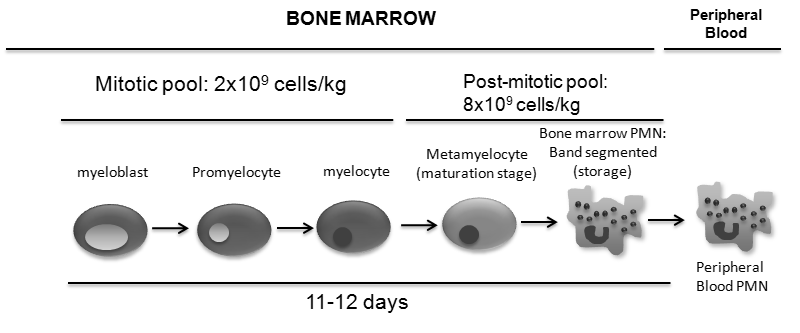 BONE MARROW
Peripheral
Blood
Mitotic pool: 2x10⁹ cells/kg
Post-mitotic pool:
8x10⁹ cells/kg
myeloblast
Promyelocyte
myelocyte
Metamyelocyte
(maturation stage)
Bone marrow PMN:
Band segmented
(storage)
Peripheral
Blood PMN
11-12 days